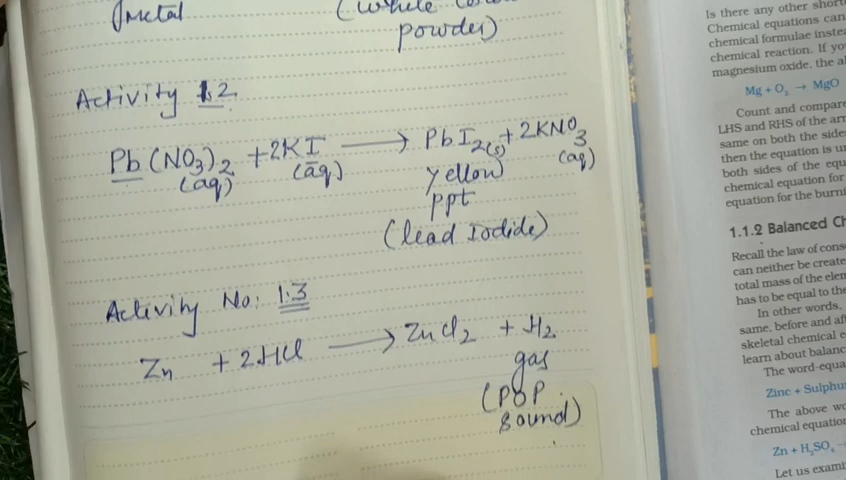 metal (white
powder)
Activity 1.2
Pb(NO3)2 + 2KI → PbI2(s) + 2KNO3
(aq) (aq) (aq)
yellow
ppt
(lead Iodide)
Activity No: 1.3
Zn + 2HCl → ZnCl2 + H2
gas
(POP
sound)
Is there any other short
Chemical equations can
chemical formulae inste
chemical reaction. If yo
magnesium oxide, the a
Mg + O2 → MgO
Count and compare
LHS and RHS of the arr
same on both the side
then the equation is u
both sides of the equ
chemical equation for
equation for the burni
1.1.2 Balanced Ch
Recall the law of cons
can neither be create
total mass of the elem
has to be equal to the
In other words,
same, before and aft
skeletal chemical e
learn about balanc
The word-equa
Zinc + Sulphu
The above wo
chemical equation
Zn + H2SO4
Let us exami